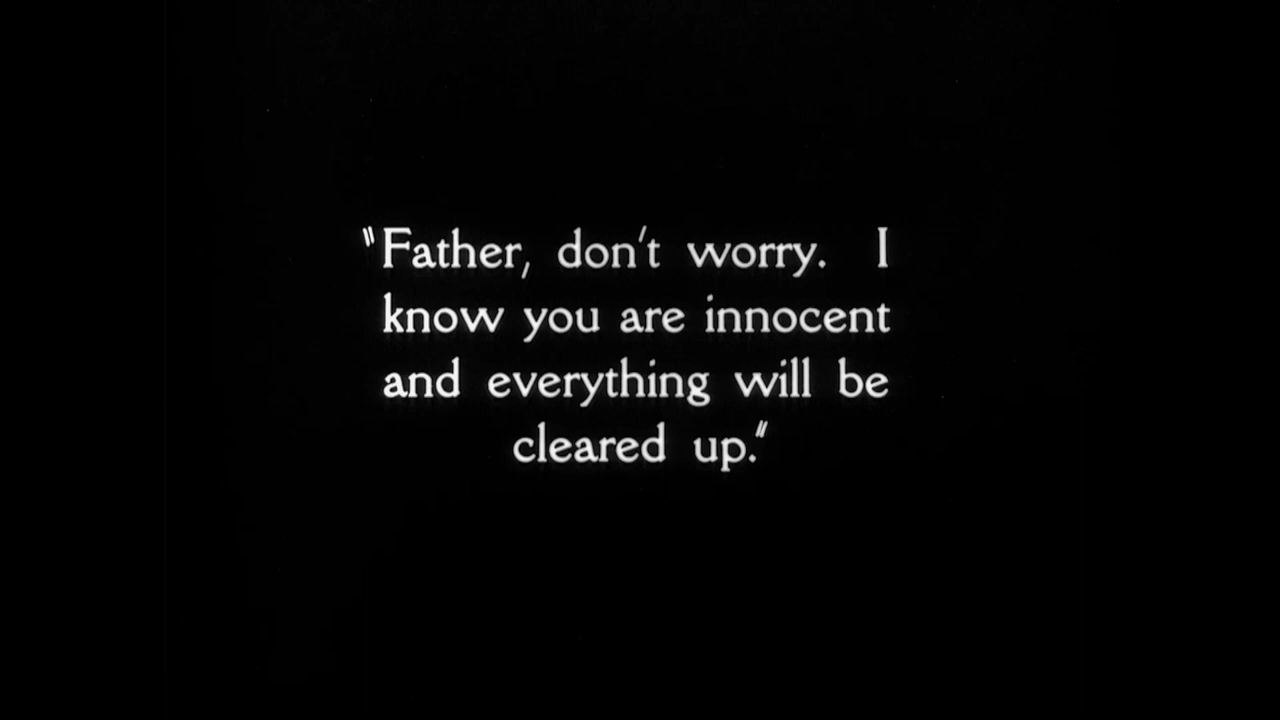 "Father, don't worry. I
know you are innocent
and everything will be
cleared up."